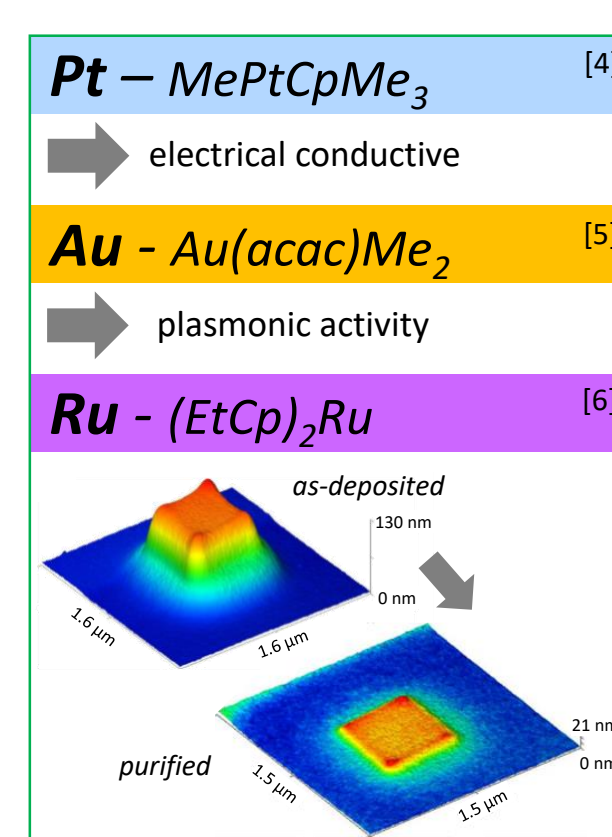 Pt – MePtCpMe3 [4]
electrical conductive
Au - Au(acac)Me2 [5]
plasmonic activity
Ru - (EtCp)2Ru [6]
as-deposited
130 nm
0 nm
1.6 µm
1.6 µm
21 nm
0 nm
purified
1.5 µm
1.5 µm